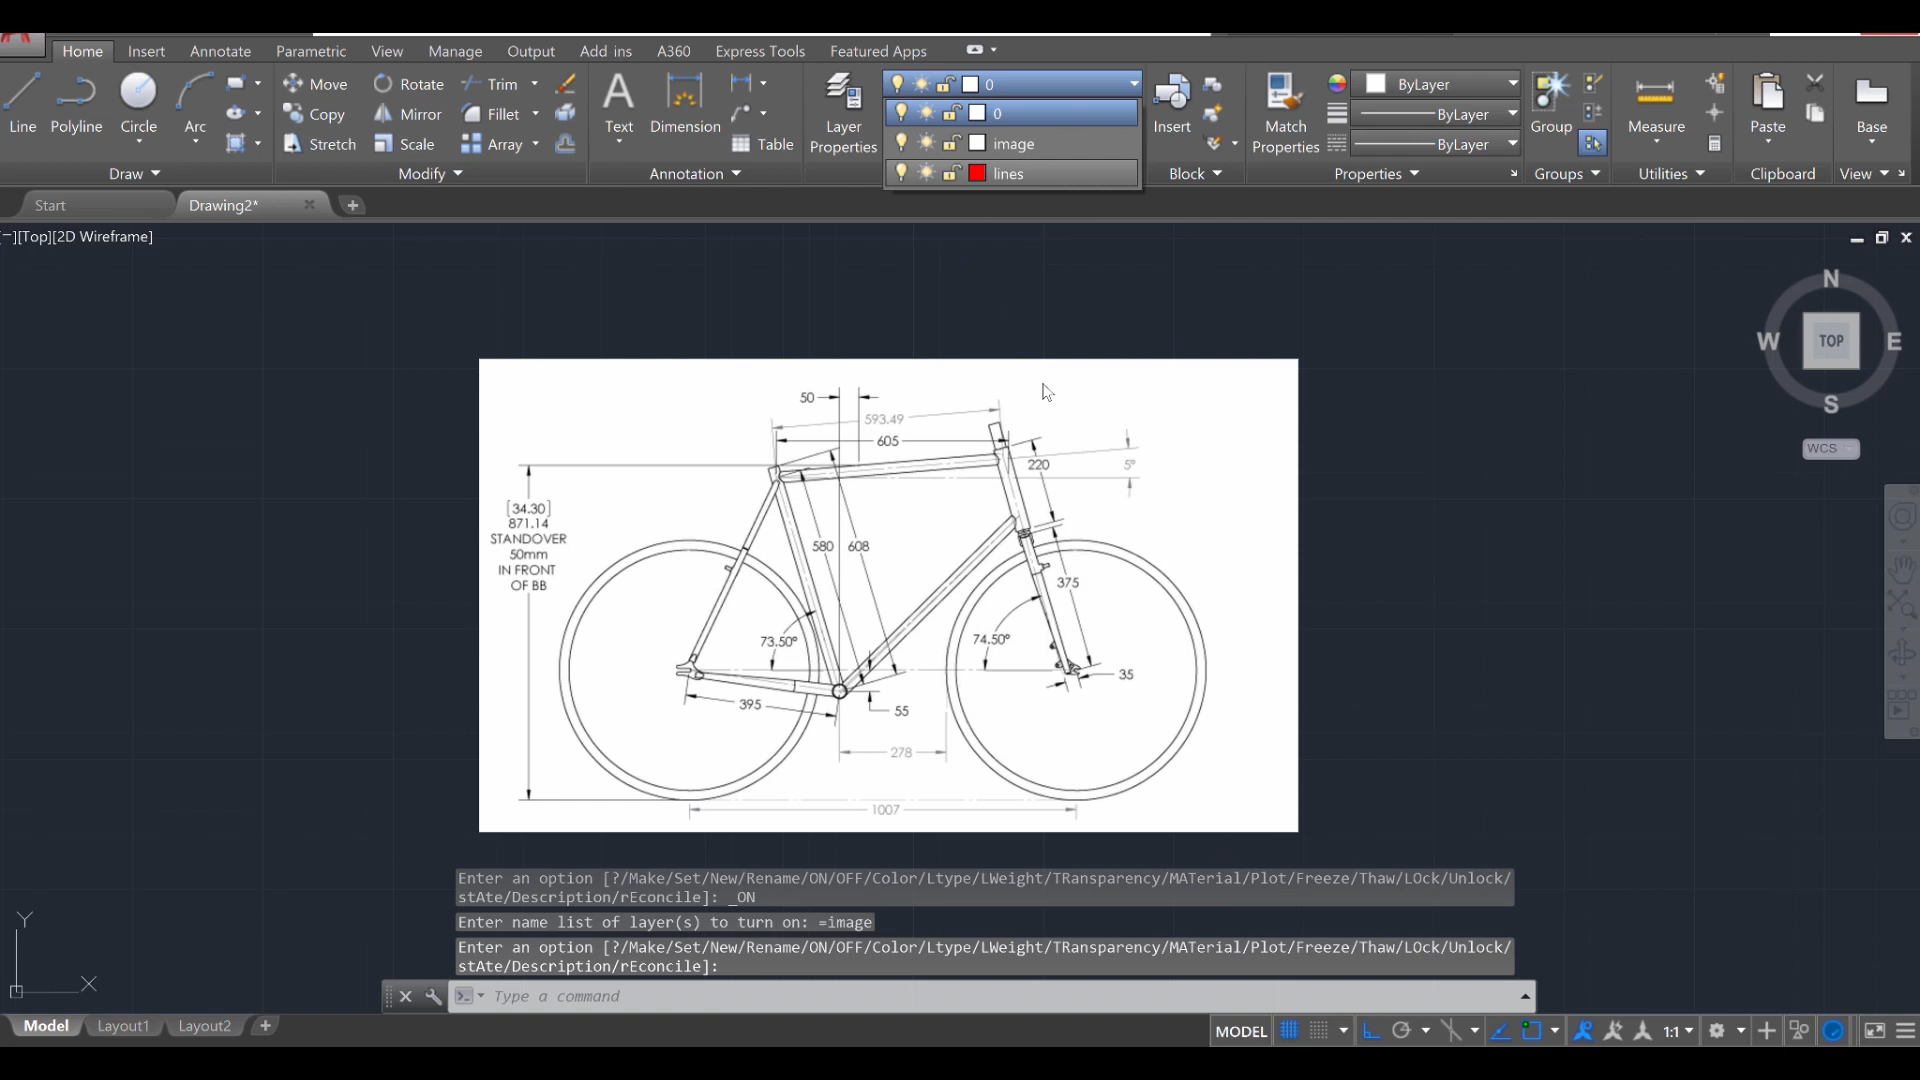 Home Insert Annotate Parametric View Manage Output Add ins A360 Express Tools Featured Apps
Line Polyline Circle Arc
Move Rotate Trim
Copy Mirror Fillet
Stretch Scale Array
Text Dimension Table
Layer Properties
0
0
image
lines
Insert
Match Properties
ByLayer
ByLayer
ByLayer
Group
Measure
Paste
Base
Draw Modify Annotation Block Properties Groups Utilities Clipboard View
Start Drawing2* +
[−][Top][2D Wireframe]
N
W TOP E
S
WCS
50
593.49
605
220
5°
[34.30]
871.14
STANDOVER
50mm
IN FRONT
OF BB
580 608
375
73.50°
74.50°
35
395
55
278
1007
Enter an option [?/Make/Set/New/Rename/ON/OFF/Color/Ltype/LWeight/TRansparency/MATerial/Plot/Freeze/Thaw/LOck/Unlock/
stAte/Description/rEconcile]: _ON
Enter name list of layer(s) to turn on: =image
Enter an option [?/Make/Set/New/Rename/ON/OFF/Color/Ltype/LWeight/TRansparency/MATerial/Plot/Freeze/Thaw/LOck/Unlock/
stAte/Description/rEconcile]:
Y
X
Type a command
Model Layout1 Layout2 +
MODEL 1:1